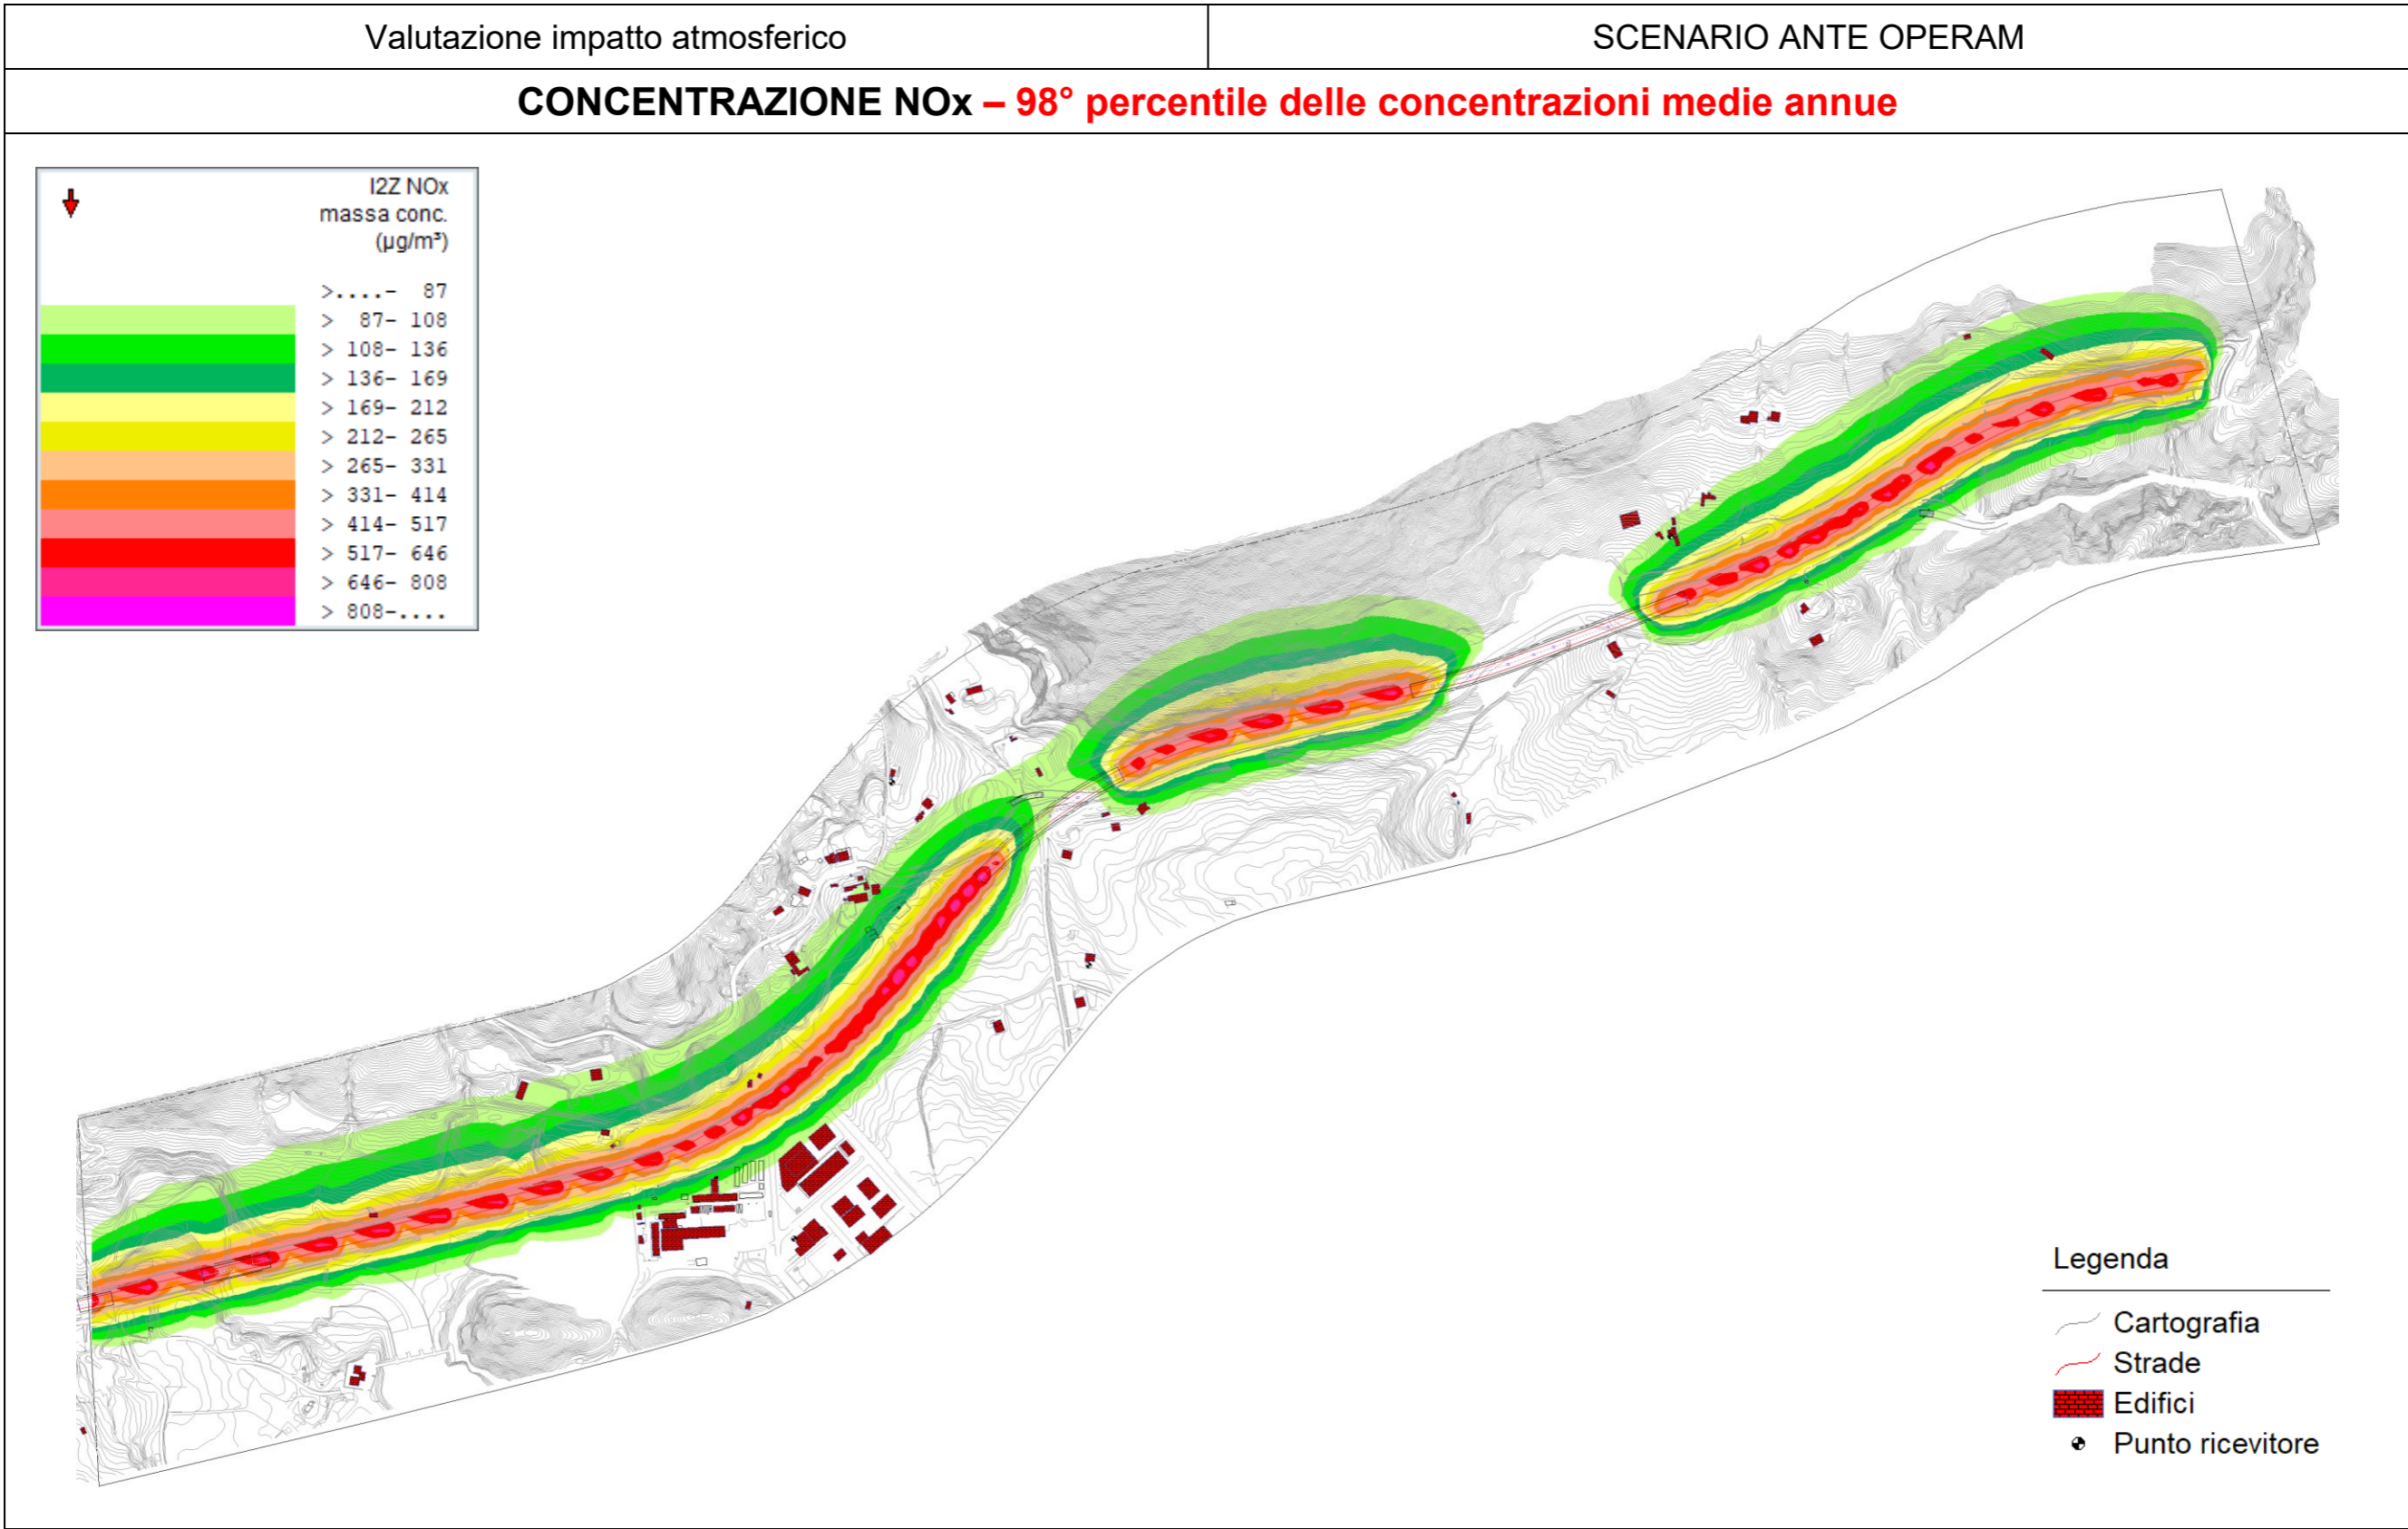 Valutazione impatto atmosferico
SCENARIO ANTE OPERAM
CONCENTRAZIONE NOx – 98° percentile delle concentrazioni medie annue
I2Z NOx
massa conc.
(µg/m³)
>....- 87
> 87- 108
> 108- 136
> 136- 169
> 169- 212
> 212- 265
> 265- 331
> 331- 414
> 414- 517
> 517- 646
> 646- 808
> 808-....
Legenda
Cartografia
Strade
Edifici
Punto ricevitore